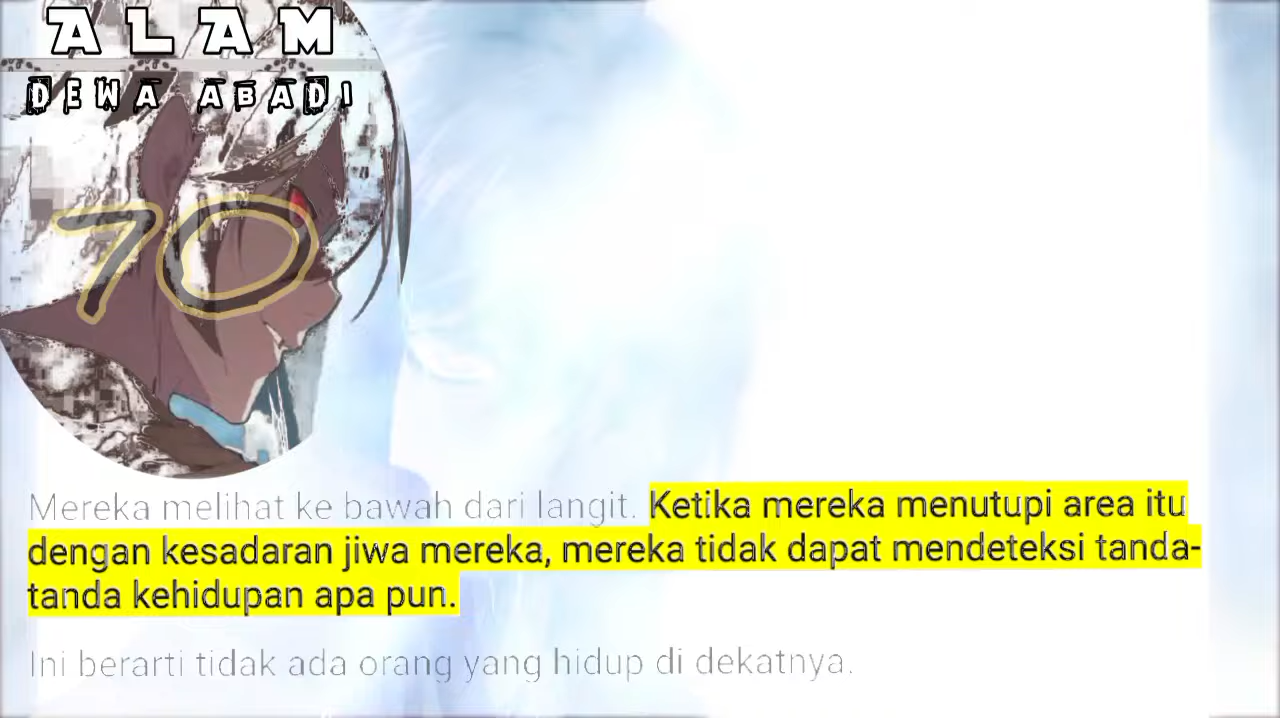 ALAM
DEWA ABADI
70
Mereka melihat ke bawah dari langit. Ketika mereka menutupi area itu
dengan kesadaran jiwa mereka, mereka tidak dapat mendeteksi tanda-
tanda kehidupan apa pun.
Ini berarti tidak ada orang yang hidup di dekatnya.